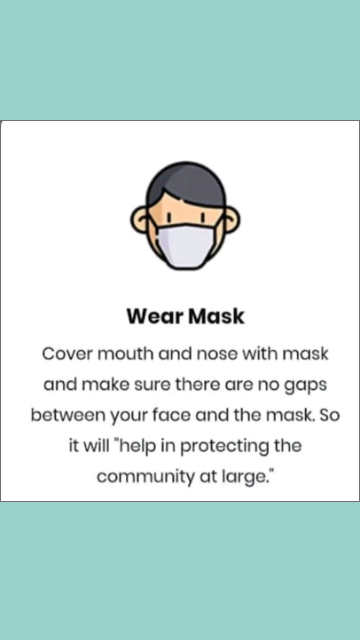 Wear Mask
Cover mouth and nose with mask
and make sure there are no gaps
between your face and the mask. So
it will "help in protecting the
community at large."